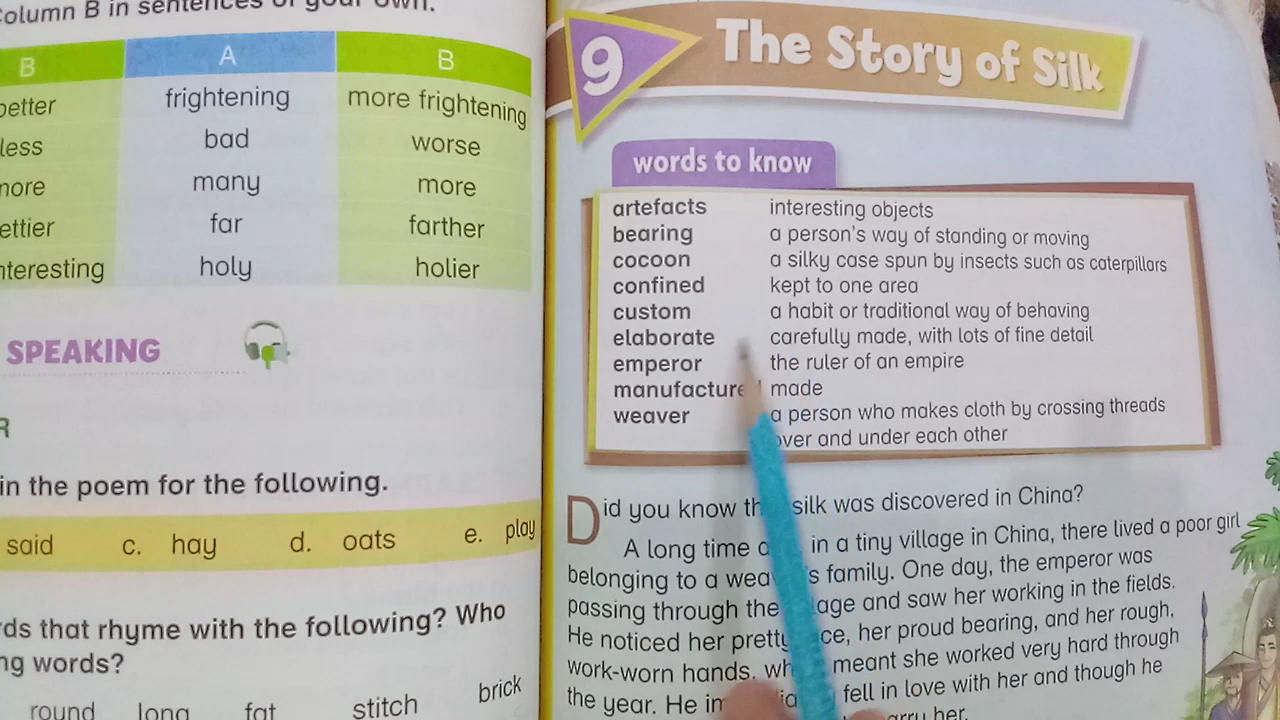 Column B in sentences of your own.
B A B
better frightening more frightening
less bad worse
more many more
ettier far farther
nteresting holy holier
SPEAKING
R
in the poem for the following.
said c. hay d. oats e. play
rds that rhyme with the following? Who
ng words?
round long fat stitch brick
9 The Story of Silk
words to know
artefacts interesting objects
bearing a person's way of standing or moving
cocoon a silky case spun by insects such as caterpillars
confined kept to one area
custom a habit or traditional way of behaving
elaborate carefully made, with lots of fine detail
emperor the ruler of an empire
manufactured made
weaver a person who makes cloth by crossing threads
over and under each other
Did you know th silk was discovered in China?
A long time a in a tiny village in China, there lived a poor girl
belonging to a wea 's family. One day, the emperor was
passing through the lage and saw her working in the fields.
He noticed her pretty ce, her proud bearing, and her rough,
work-worn hands, wh meant she worked very hard through
the year. He im dia fell in love with her and though he
arry her.